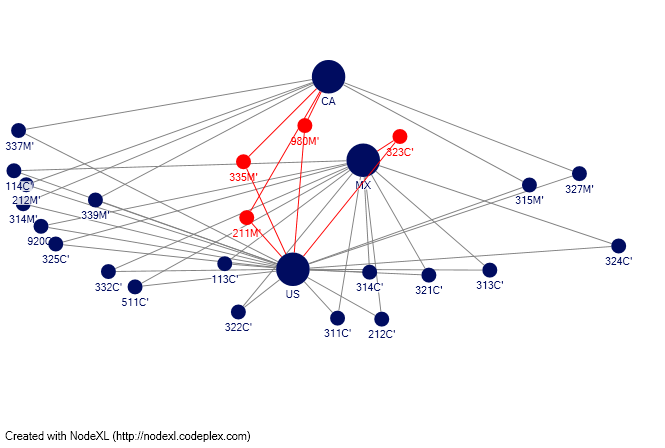 CA
980M'
323C'
337M'
335M'
MX
114C'
212M'
327M'
315M'
314M'
339M'
211M'
920C'
325C'
324C'
332C'
113C'
314C'
321C'
313C'
511C'
US
322C'
311C'
212C'
Created with NodeXL (http://nodexl.codeplex.com)